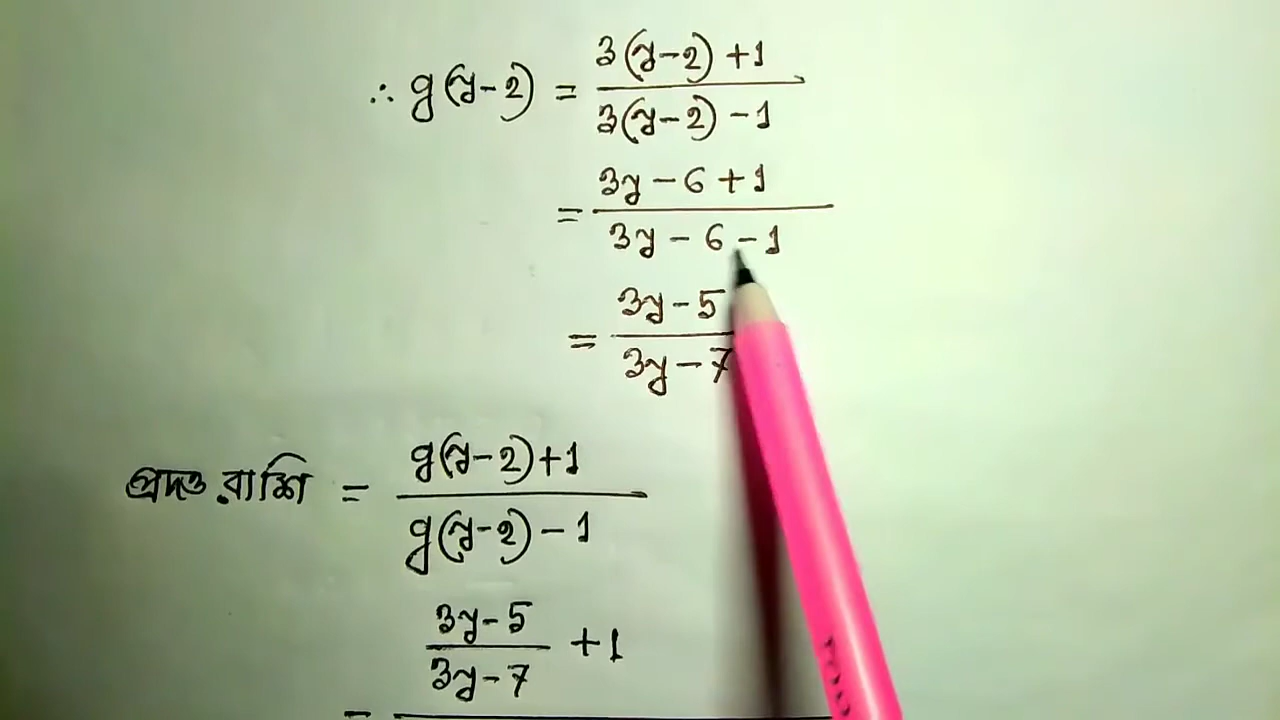 ∴ g(y-2) = 3(y-2)+1 / 3(y-2)-1
= 3y-6+1 / 3y-6-1
= 3y-5 / 3y-7
প্রদত্ত রাশি = g(y-2)+1 / g(y-2)-1
= 3y-5 / 3y-7 +1